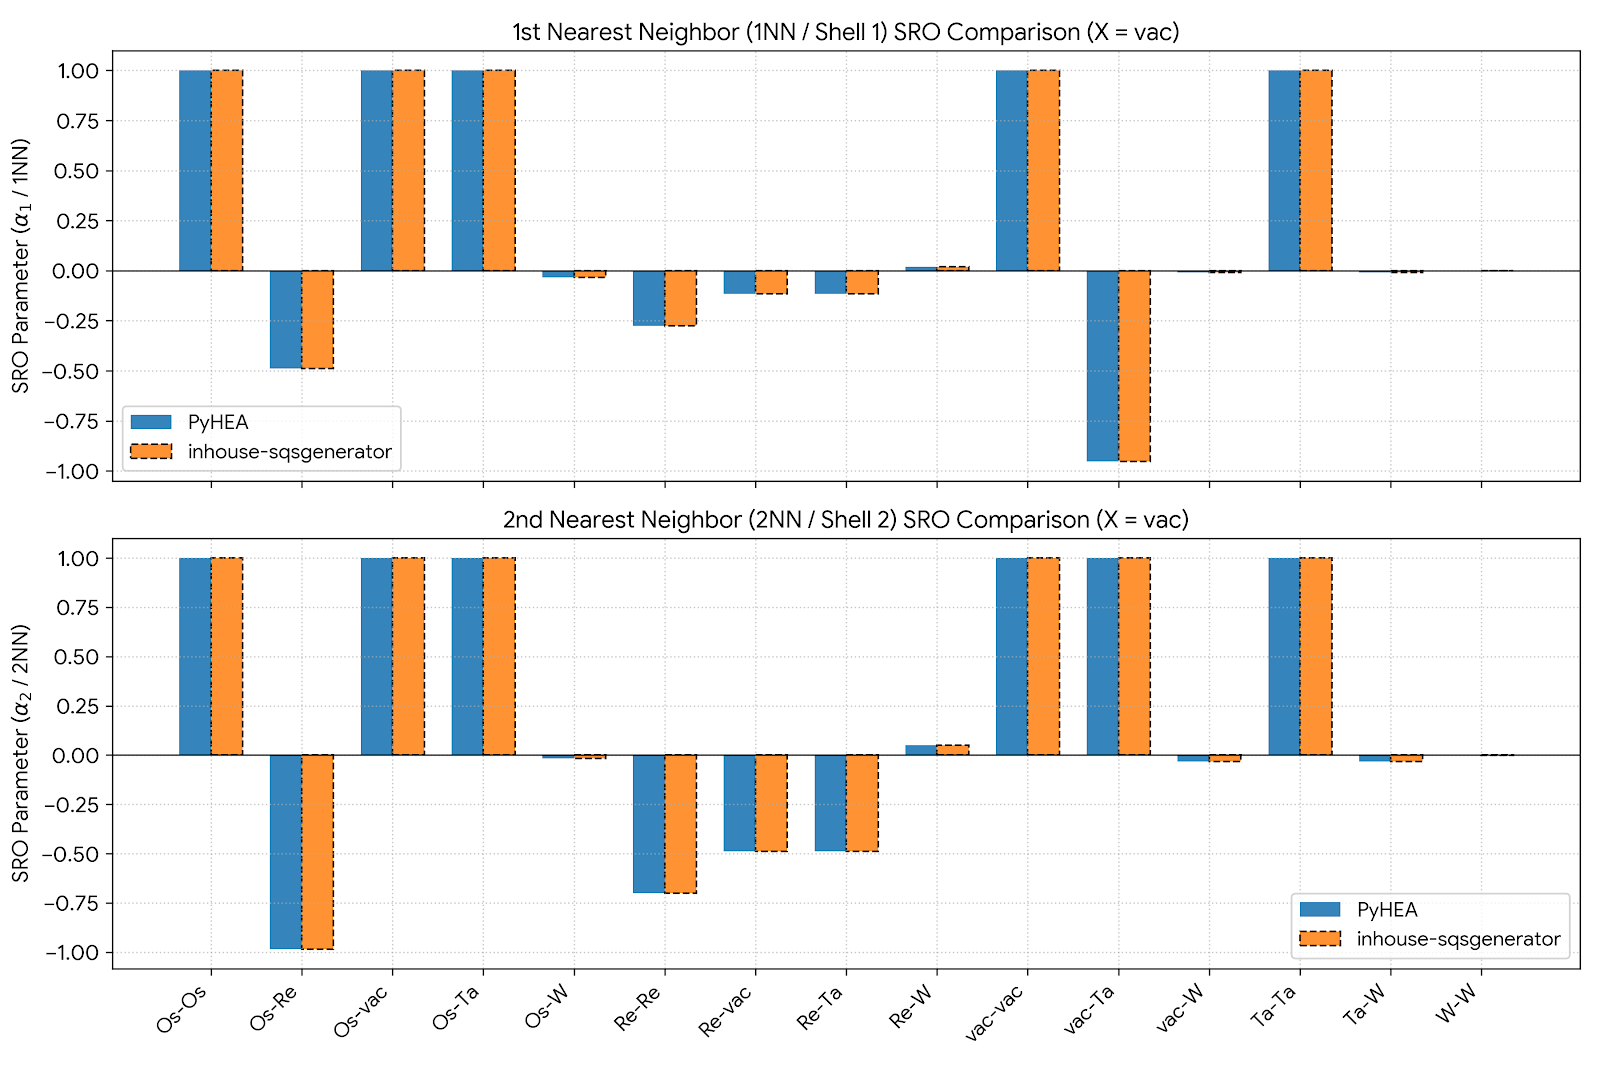 1st Nearest Neighbor (1NN / Shell 1) SRO Comparison (X = vac)
SRO Parameter (α₁ / 1NN)
1.00
0.75
0.50
0.25
0.00
−0.25
−0.50
−0.75
−1.00
PyHEA
inhouse-sqsgenerator
2nd Nearest Neighbor (2NN / Shell 2) SRO Comparison (X = vac)
SRO Parameter (α₂ / 2NN)
1.00
0.75
0.50
0.25
0.00
−0.25
−0.50
−0.75
−1.00
PyHEA
inhouse-sqsgenerator
Os-Os
Os-Re
Os-vac
Os-Ta
Os-W
Re-Re
Re-vac
Re-Ta
Re-W
vac-vac
vac-Ta
vac-W
Ta-Ta
Ta-W
W-W